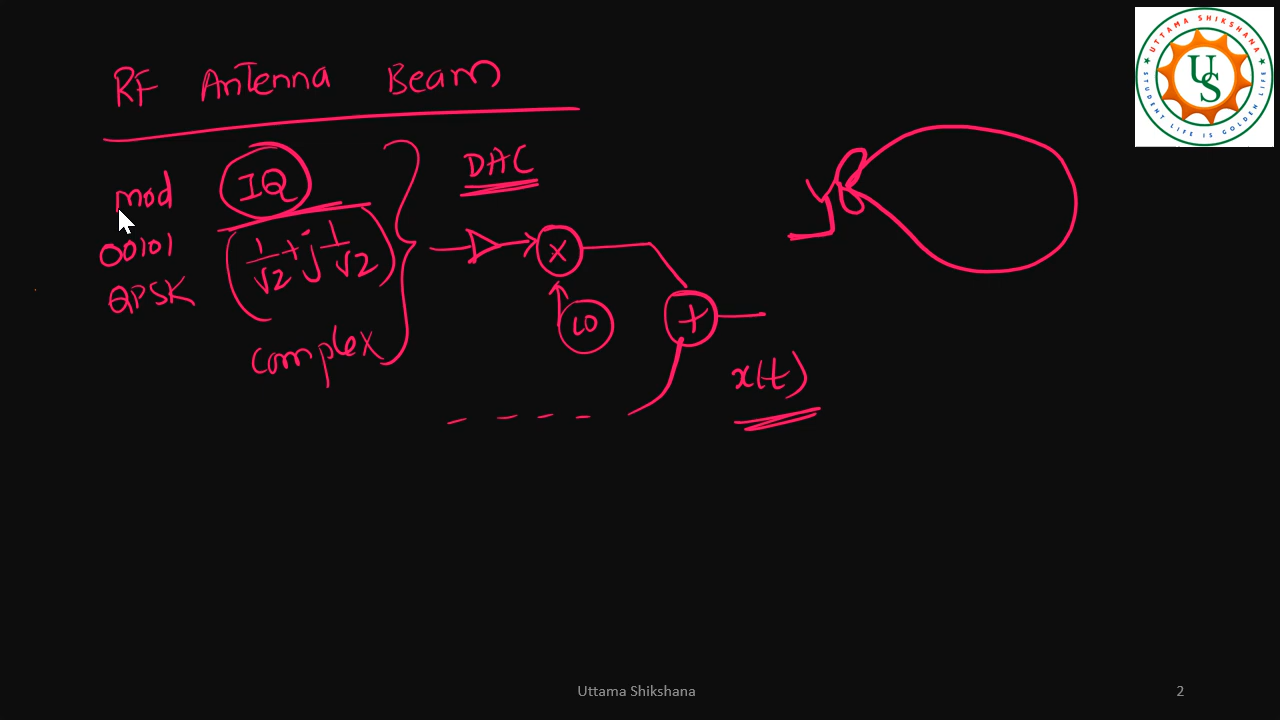 RF Antenna Beam
mod
00101
QPSK
IQ
(1/√2 + j 1/√2)
complex
DAC
X
LO
+
x(t)
UTTAMA SHIKSHANA
US
STUDENT LIFE IS GOLDEN LIFE
Uttama Shikshana
2